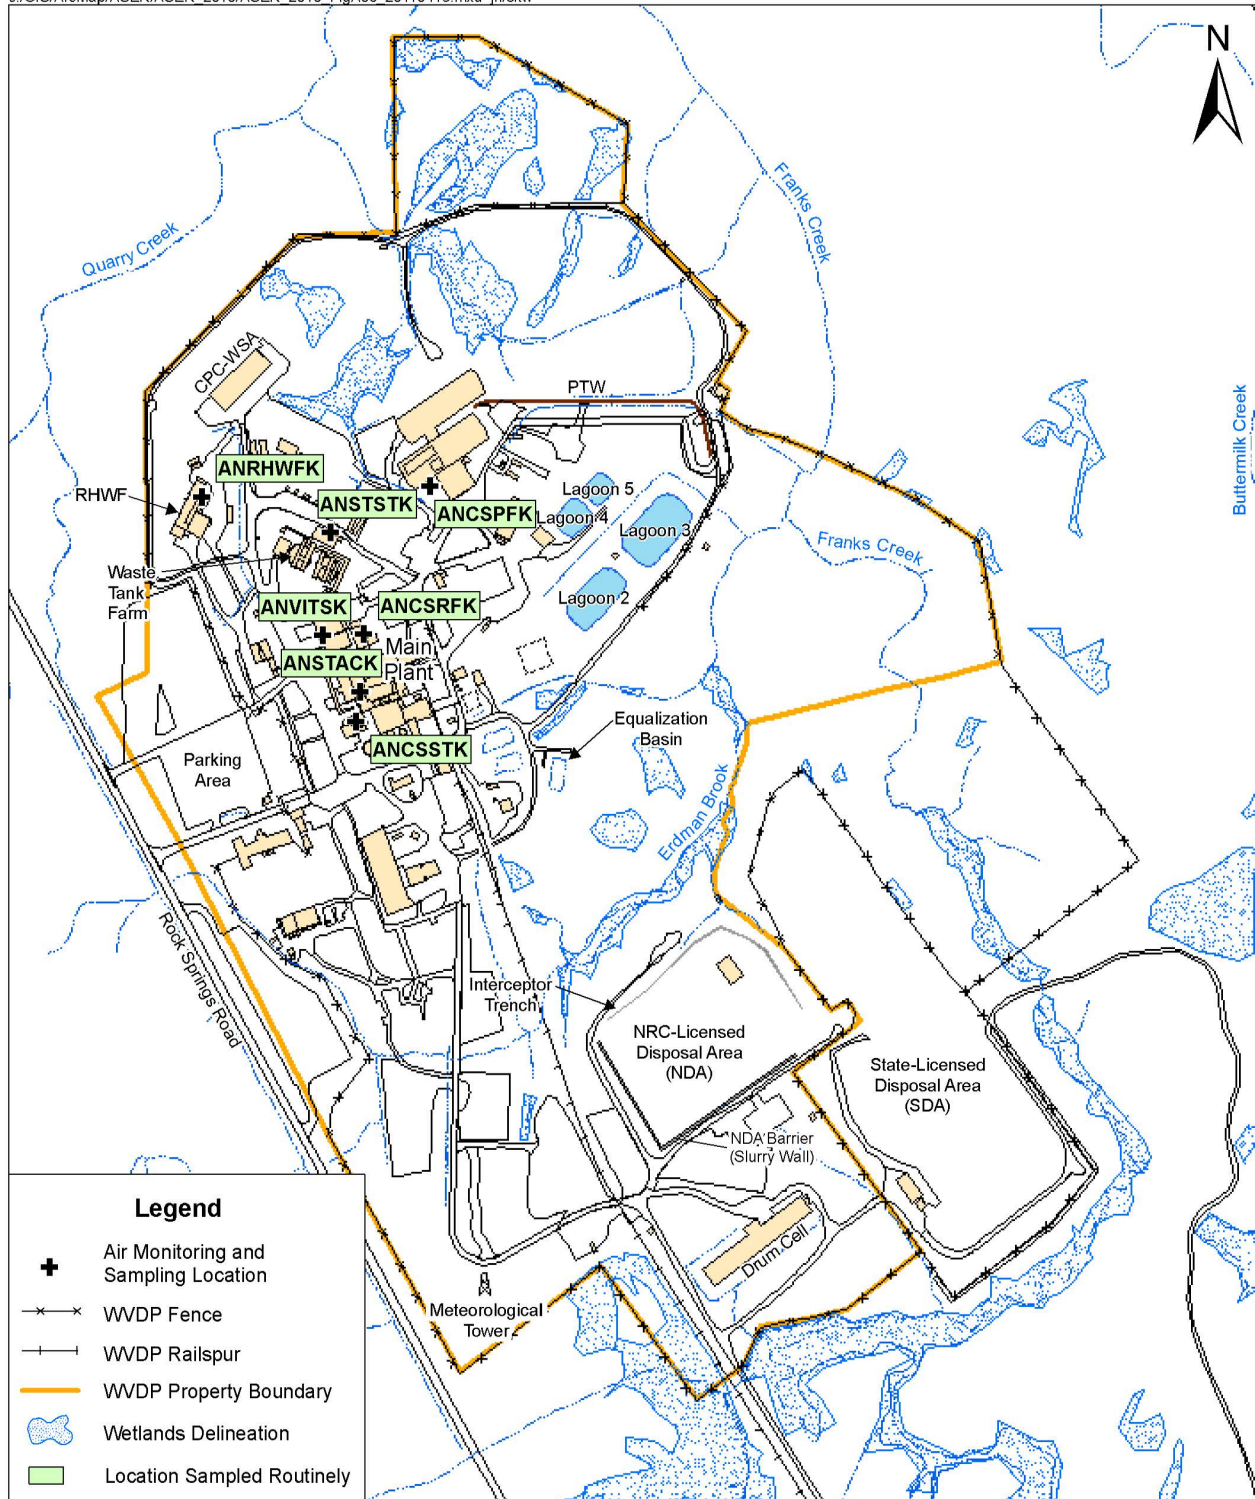 N
Quarry Creek
Franks Creek
CPC-WSA
PTW
Buttermilk Creek
ANRHWFK
RHWF
ANSTSTK
ANCSPFK
Lagoon 5
Lagoon 4
Lagoon 3
Franks Creek
Waste
Tank
Farm
Lagoon 2
ANVITSK
ANCSRFK
Main
Plant
ANSTACK
ANCSSTK
Equalization
Basin
Parking
Area
Erdman Brook
Rock Springs Road
Interceptor
Trench
NRC-Licensed
Disposal Area
(NDA)
State-Licensed
Disposal Area
(SDA)
NDA Barrier
(Slurry Wall)
Drum Cell
Meteorological
Tower
Legend
Air Monitoring and
Sampling Location
WVDP Fence
WVDP Railspur
WVDP Property Boundary
Wetlands Delineation
Location Sampled Routinely